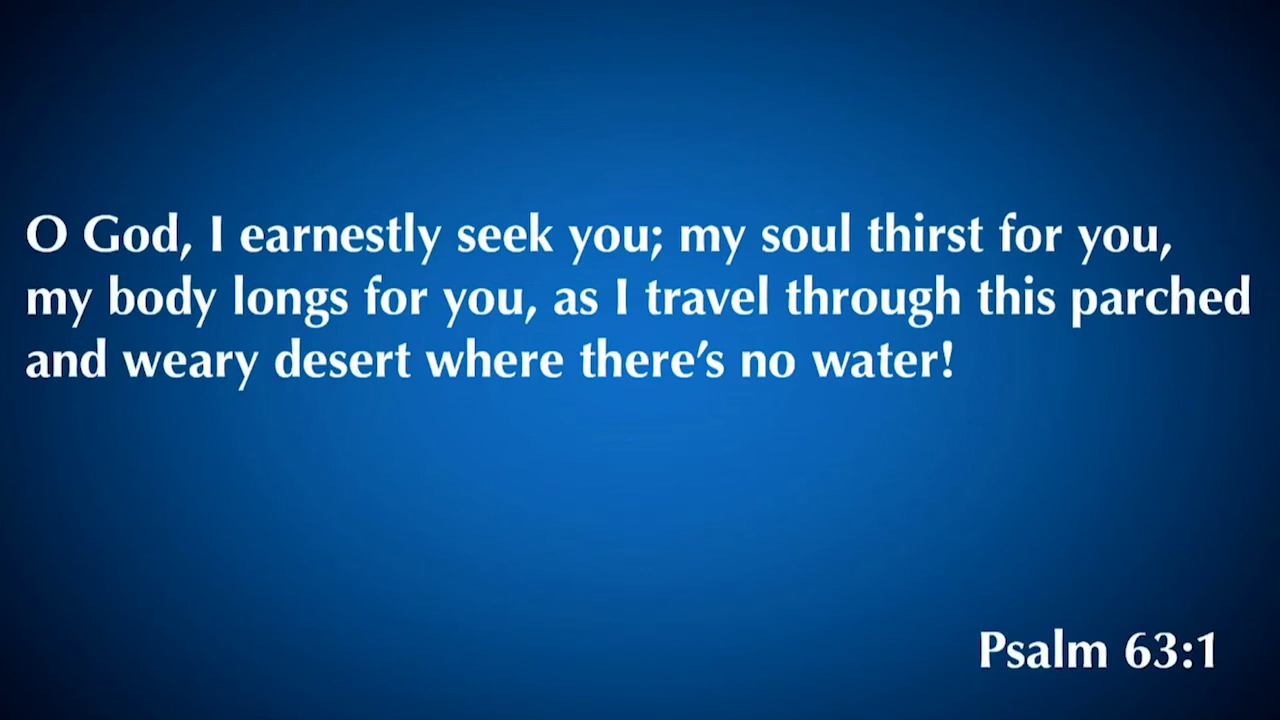 O God, I earnestly seek you; my soul thirst for you,
my body longs for you, as I travel through this parched
and weary desert where there’s no water!
Psalm 63:1